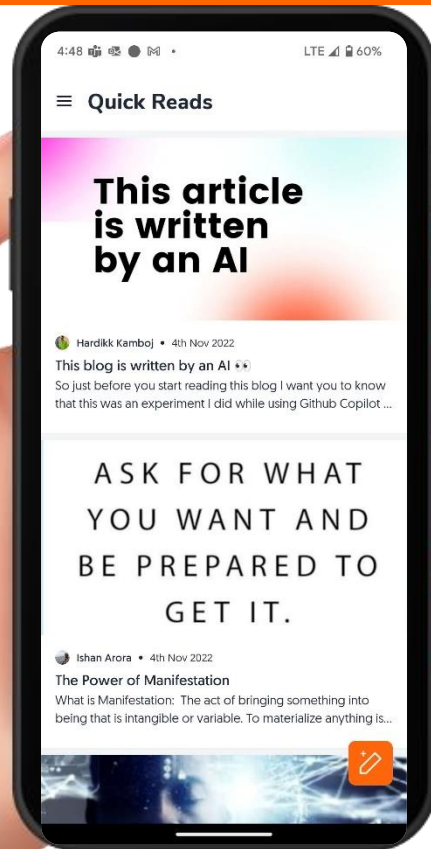 4:48
LTE 60%
Quick Reads
This article
is written
by an AI
Hardikk Kamboj • 4th Nov 2022
This blog is written by an AI 👀
So just before you start reading this blog I want you to know
that this was an experiment I did while using Github Copilot ...
ASK FOR WHAT
YOU WANT AND
BE PREPARED TO
GET IT.
Ishan Arora • 4th Nov 2022
The Power of Manifestation
What is Manifestation: The act of bringing something into
being that is intangible or variable. To materialize anything is...